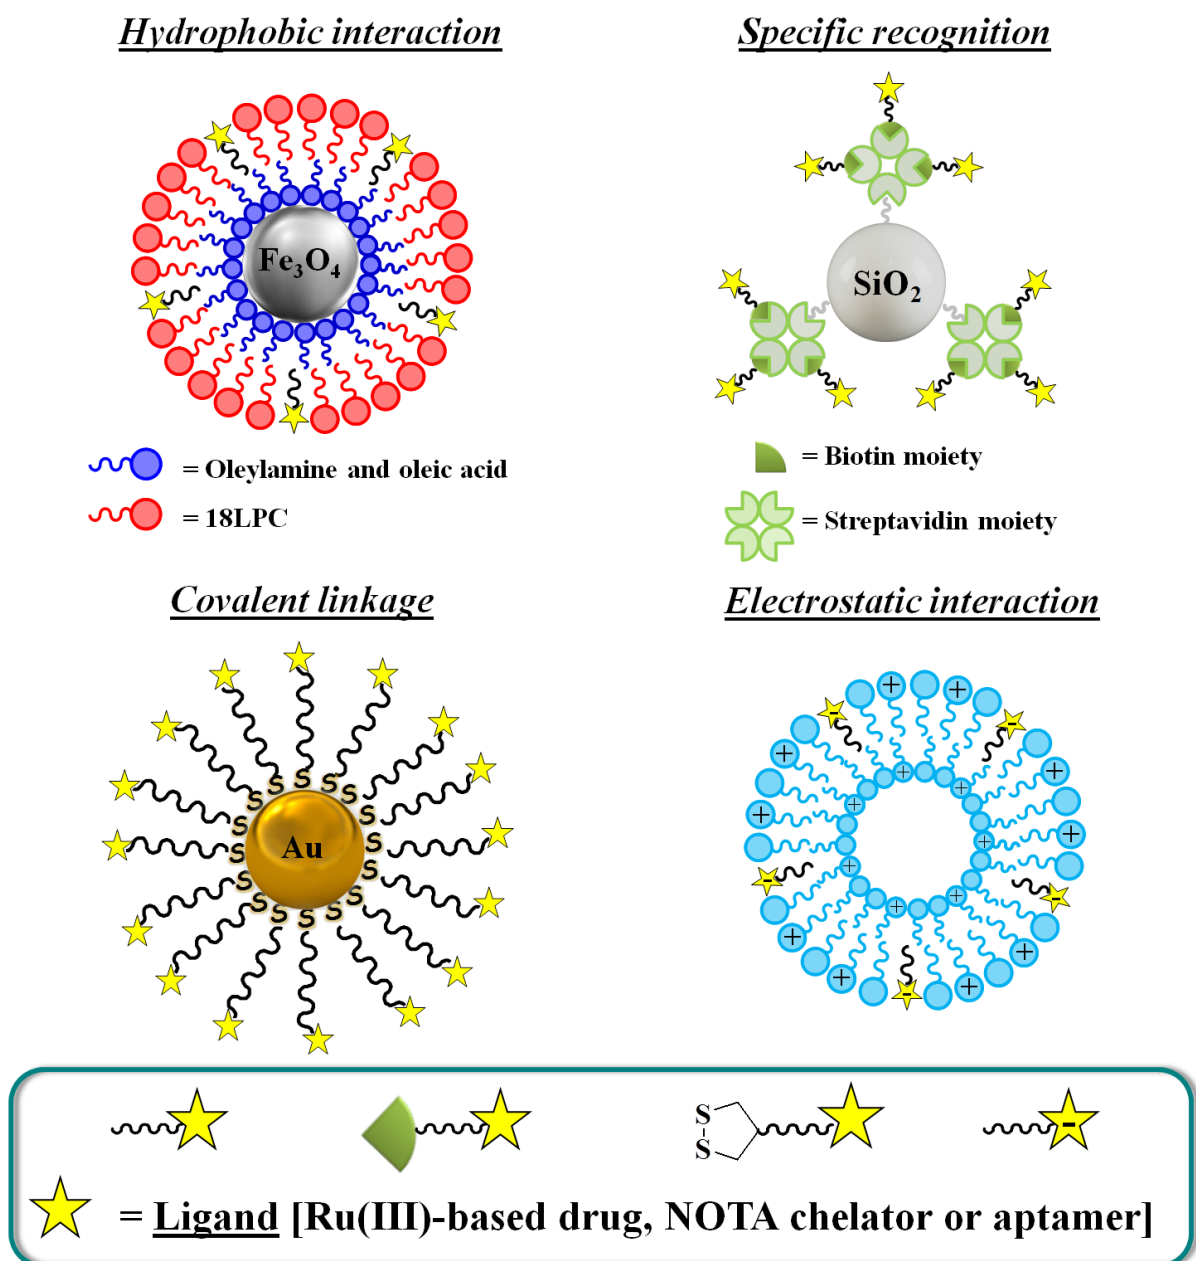 Hydrophobic interaction
Specific recognition
Fe₃O₄
SiO₂
= Oleylamine and oleic acid
= 18LPC
= Biotin moiety
= Streptavidin moiety
Covalent linkage
Electrostatic interaction
S S S S S S S S S S S S S S S S
Au
+ + + + + + + + + + + + + + + +
- - - - -
S
S
-
= Ligand [Ru(III)-based drug, NOTA chelator or aptamer]